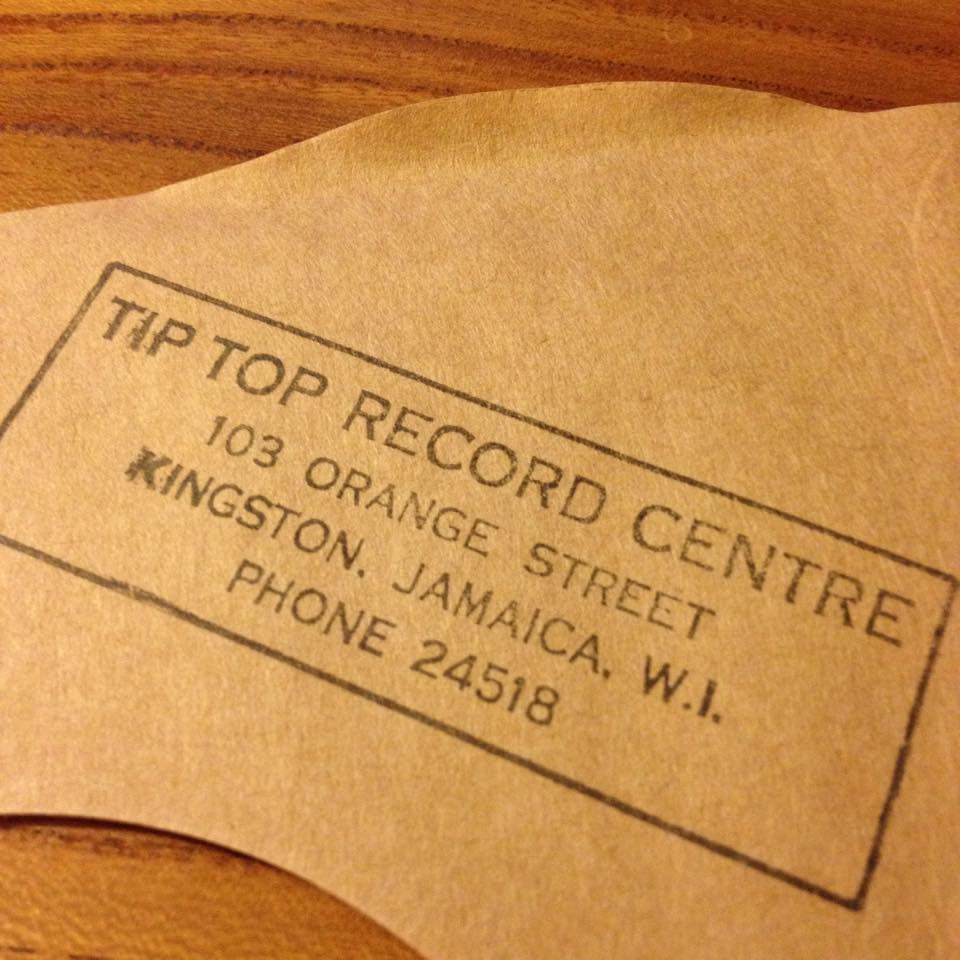 TIP TOP RECORD CENTRE
103 ORANGE STREET
KINGSTON. JAMAICA. W.I.
PHONE 24518